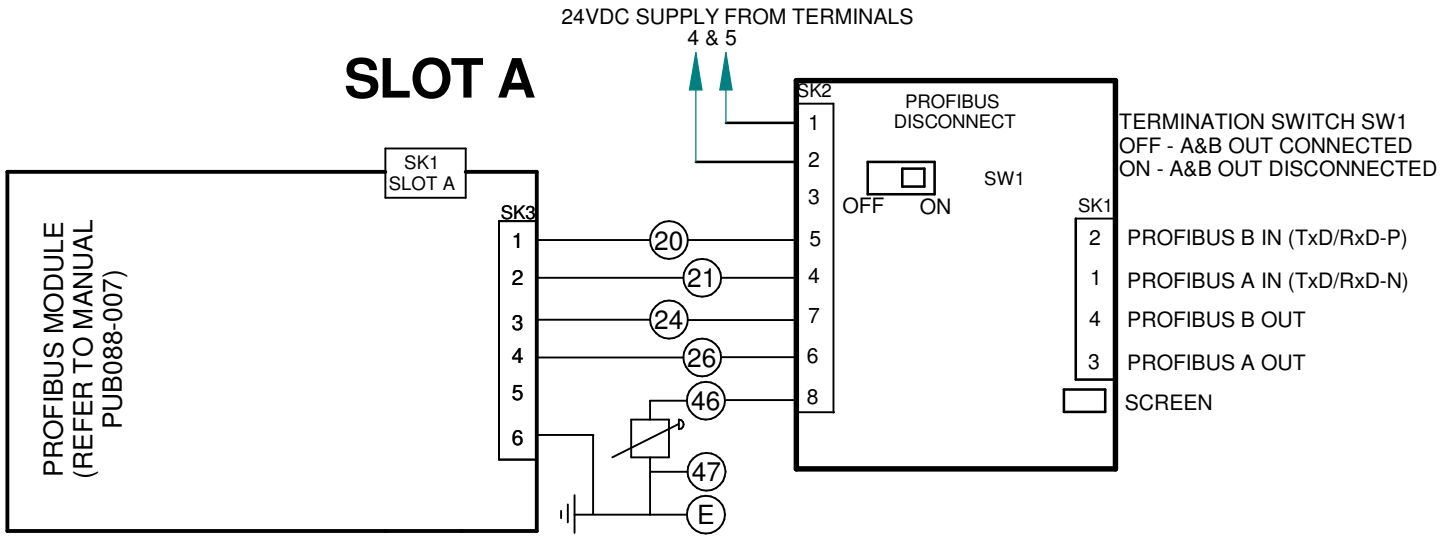 24VDC SUPPLY FROM TERMINALS
4 & 5
SLOT A
SK1
SLOT A
PROFIBUS MODULE
(REFER TO MANUAL
PUB088-007)
SK3
1
2
3
4
5
6
20
21
24
26
46
47
E
SK2
1
2
3
5
4
7
6
8
PROFIBUS
DISCONNECT
SW1
OFF ON
SK1
2
1
4
3
TERMINATION SWITCH SW1
OFF - A&B OUT CONNECTED
ON - A&B OUT DISCONNECTED
PROFIBUS B IN (TxD/RxD-P)
PROFIBUS A IN (TxD/RxD-N)
PROFIBUS B OUT
PROFIBUS A OUT
SCREEN